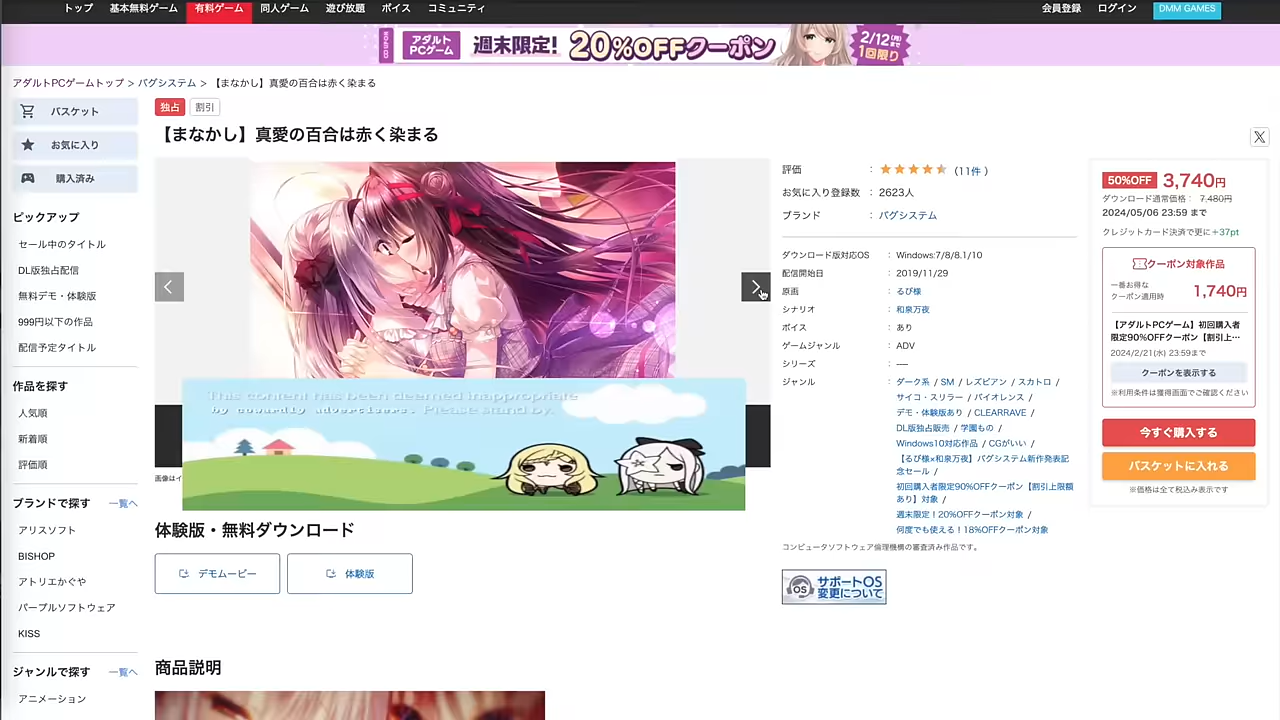 トップ 基本無料ゲーム 有料ゲーム 同人ゲーム 遊び放題 ボイス コミュニティ 会員登録 ログイン DMM GAMES
アダルトPCゲーム 週末限定! 20%OFFクーポン 2/12(月)まで 1回限り
アダルトPCゲームトップ > バグシステム > 【まなかし】真愛の百合は赤く染まる
バスケット
お気に入り
購入済み
ピックアップ
セール中のタイトル
DL版独占配信
無料デモ・体験版
999円以下の作品
配信予定タイトル
作品を探す
人気順
新着順
評価順
ブランドで探す 一覧へ
アリスソフト
BISHOP
アトリエかぐや
パープルソフトウェア
KISS
ジャンルで探す 一覧へ
アニメーション
独占 割引
【まなかし】真愛の百合は赤く染まる
This content has been deemed inappropriate
by cowardly advertisers. Please stand by.
画像はイ
体験版・無料ダウンロード
デモムービー 体験版
商品説明
評価 : (11件 )
お気に入り登録数 : 2623人
ブランド : バグシステム
ダウンロード版対応OS : Windows:7/8/8.1/10
配信開始日 : 2019/11/29
原画 : るび様
シナリオ : 和泉万夜
ボイス : あり
ゲームジャンル : ADV
シリーズ : ----
ジャンル : ダーク系 / SM / レズビアン / スカトロ /
サイコ・スリラー / バイオレンス /
デモ・体験版あり / CLEARRAVE /
DL版独占販売 / 学園もの /
Windows10対応作品 / CGがいい /
【るび様×和泉万夜】バグシステム新作発表記
念セール /
初回購入者限定90%OFFクーポン【割引上限額
あり】対象 /
週末限定！20%OFFクーポン対象 /
何度でも使える！18%OFFクーポン対象
コンピュータソフトウェア倫理機構の審査済み作品です。
OS サポートOS
変更について
50%OFF 3,740円
ダウンロード通常価格： 7,480円
2024/05/06 23:59 まで
クレジットカード決済で更に+37pt
クーポン対象作品
一番お得な
クーポン適用時 1,740円
【アダルトPCゲーム】初回購入者
限定90%OFFクーポン【割引上…
2024/2/21(水) 23:59まで
クーポンを表示する
※利用条件は獲得画面でご確認ください
今すぐ購入する
バスケットに入れる
※価格は全て税込み表示です